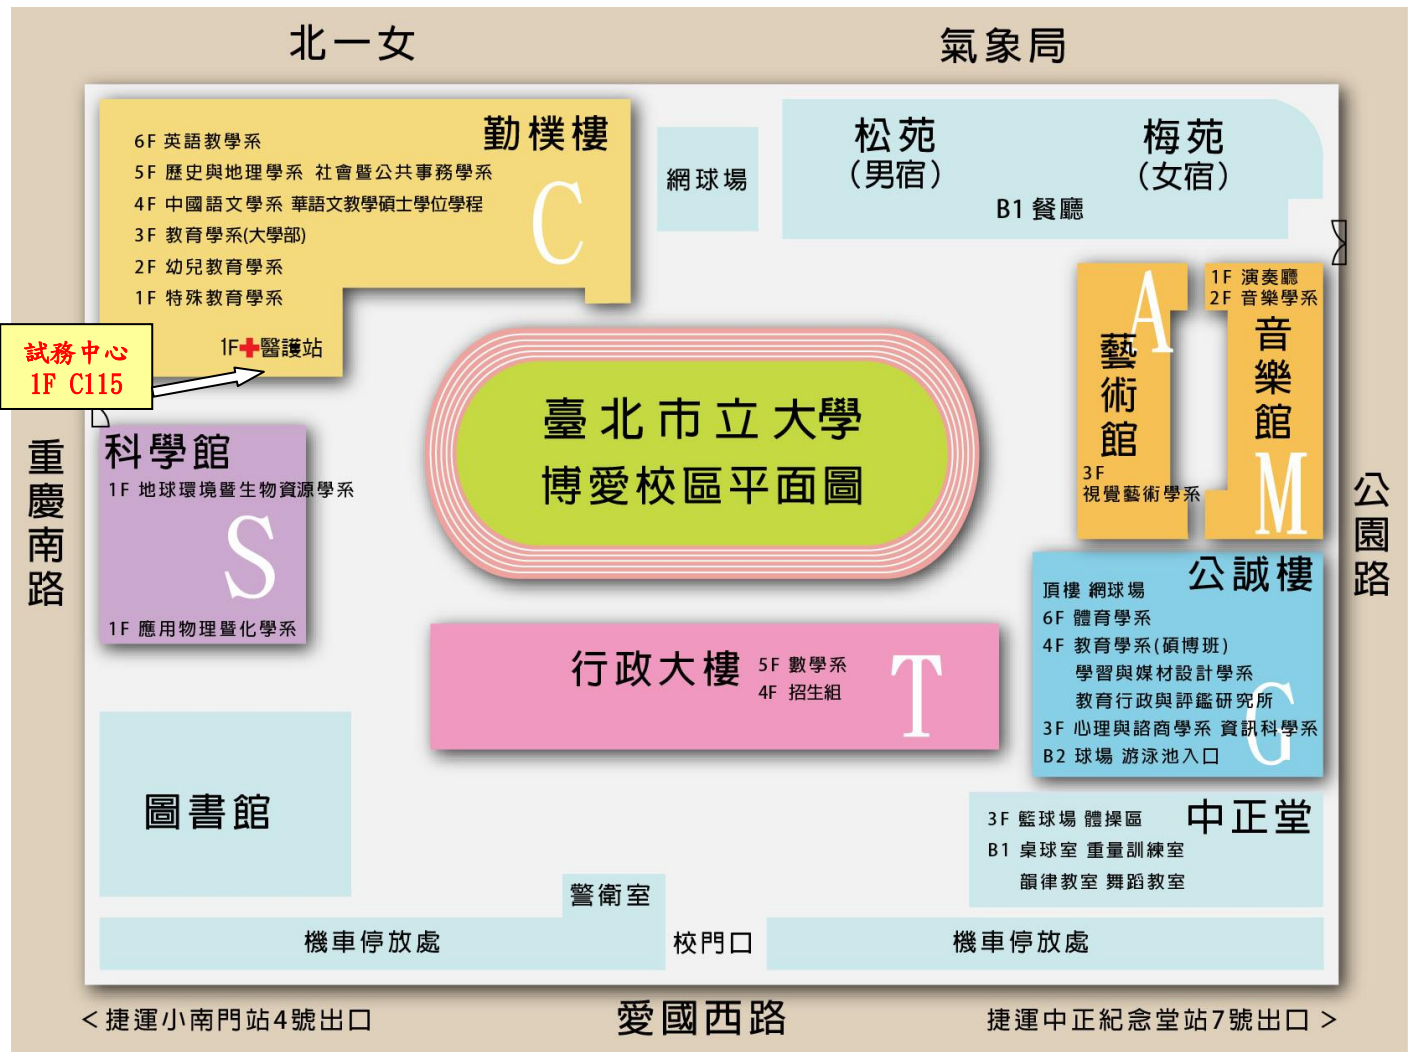 北一女
氣象局
勤樸樓
6F 英語教學系
5F 歷史與地理學系 社會暨公共事務學系
4F 中國語文學系 華語文教學碩士學位學程
3F 教育學系(大學部)
2F 幼兒教育學系
1F 特殊教育學系
C
1F 醫護站
網球場
松苑
(男宿)
梅苑
(女宿)
B1 餐廳
試務中心
1F C115
A
藝術館
3F
視覺藝術學系
1F 演奏廳
2F 音樂學系
音樂館
M
臺北市立大學
博愛校區平面圖
重慶南路
科學館
1F 地球環境暨生物資源學系
S
1F 應用物理暨化學系
公園路
公誠樓
頂樓 網球場
6F 體育學系
4F 教育學系(碩博班)
學習與媒材設計學系
教育行政與評鑑研究所
3F 心理與諮商學系 資訊科學系
B2 球場 游泳池入口
G
行政大樓
5F 數學系
4F 招生組
T
圖書館
中正堂
3F 籃球場 體操區
B1 桌球室 重量訓練室
韻律教室 舞蹈教室
警衛室
機車停放處
校門口
機車停放處
<捷運小南門站4號出口
愛國西路
捷運中正紀念堂站7號出口 >